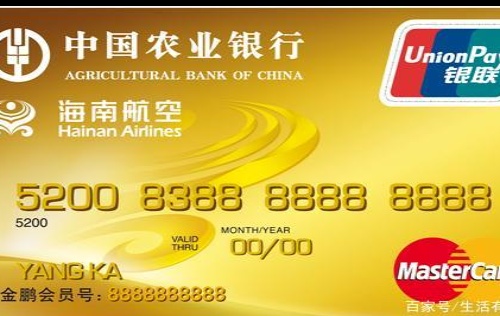 中国农业银行
AGRICULTURAL BANK OF CHINA
UnionPay
银联
海南航空
Hainan Airlines
5200 8388 8888 8888
5200
MONTH/YEAR
VALID THRU
00/00
YANG KA
金鹏会员号: 8888888888
MasterCard
百家号/生活有